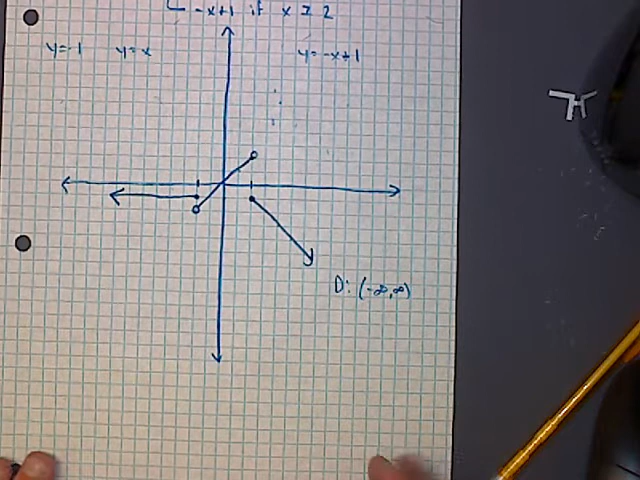 -x+1 if x ≥ 2
y=-1 y=x y=-x+1
D: (-∞,∞)